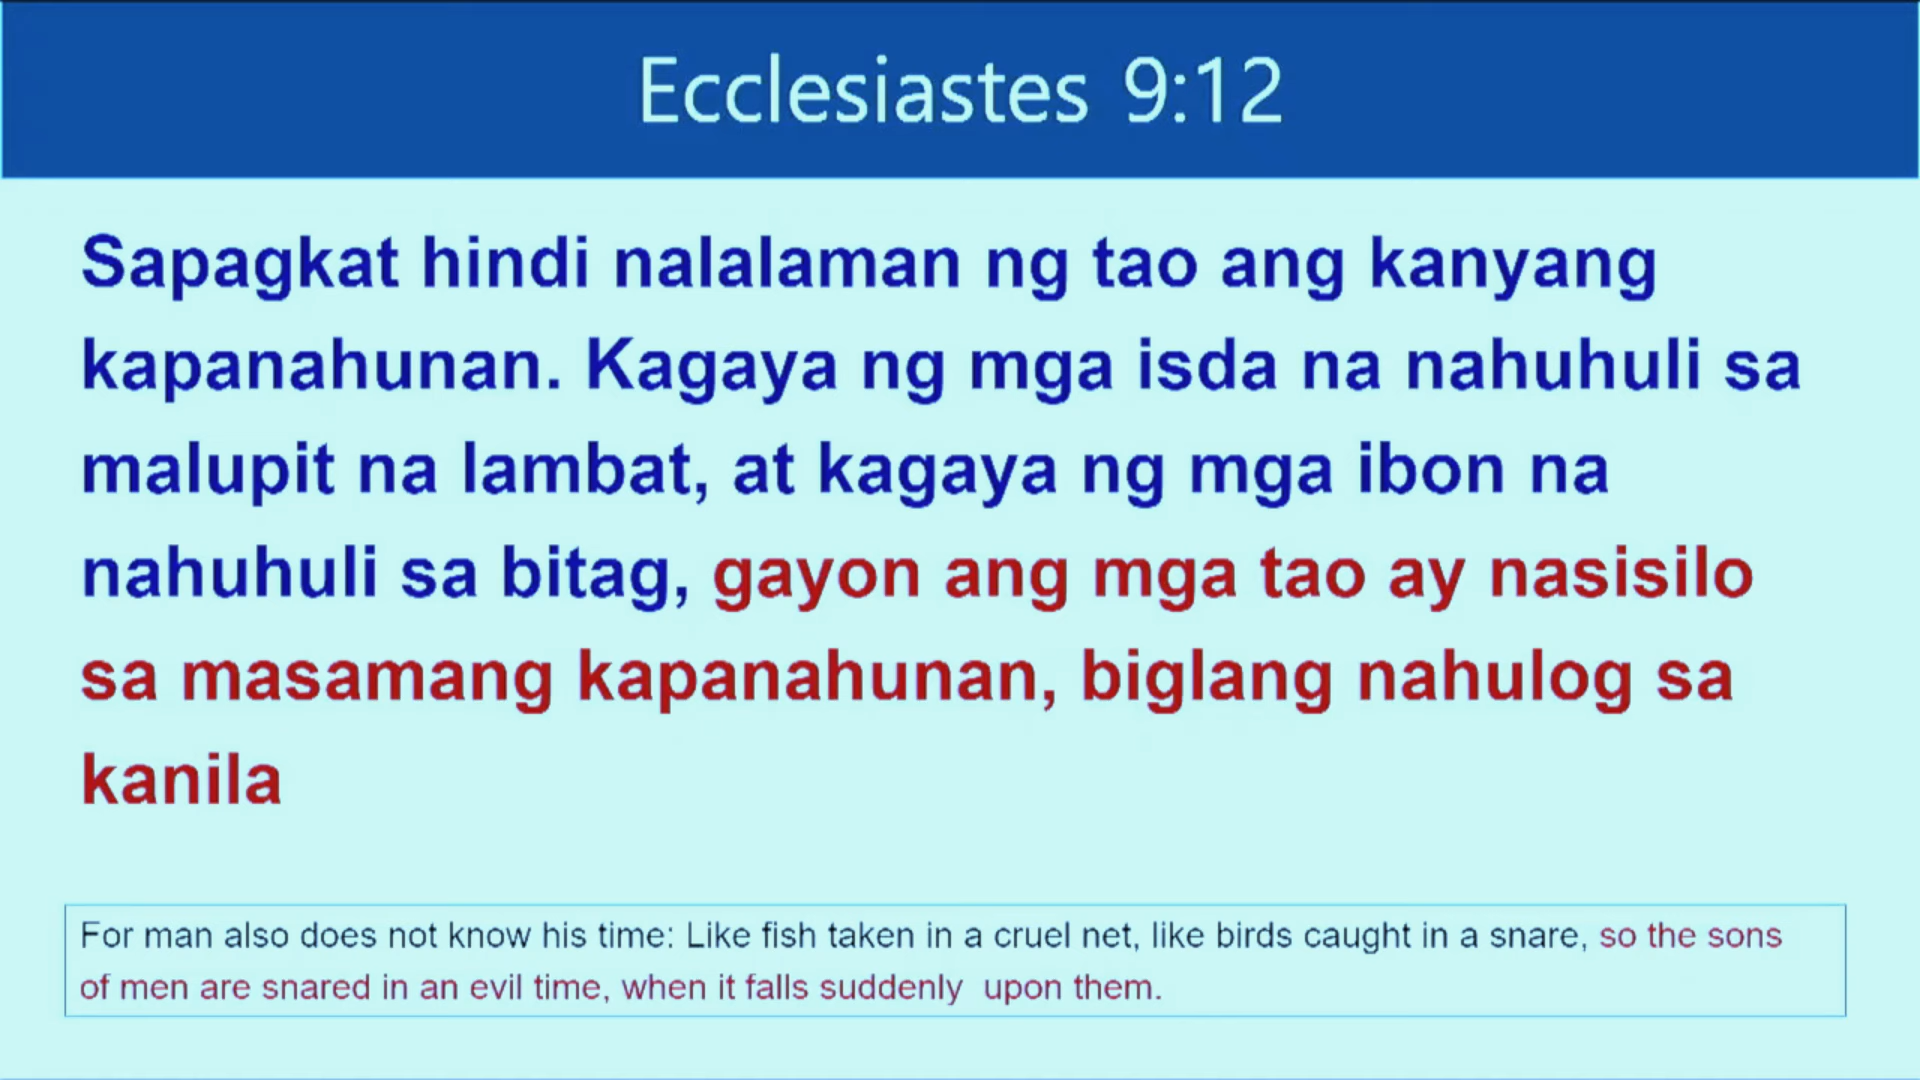 Ecclesiastes 9:12
Sapagkat hindi nalalaman ng tao ang kanyang
kapanahunan. Kagaya ng mga isda na nahuhuli sa
malupit na lambat, at kagaya ng mga ibon na
nahuhuli sa bitag, gayon ang mga tao ay nasisilo
sa masamang kapanahunan, biglang nahulog sa
kanila
For man also does not know his time: Like fish taken in a cruel net, like birds caught in a snare, so the sons
of men are snared in an evil time, when it falls suddenly upon them.